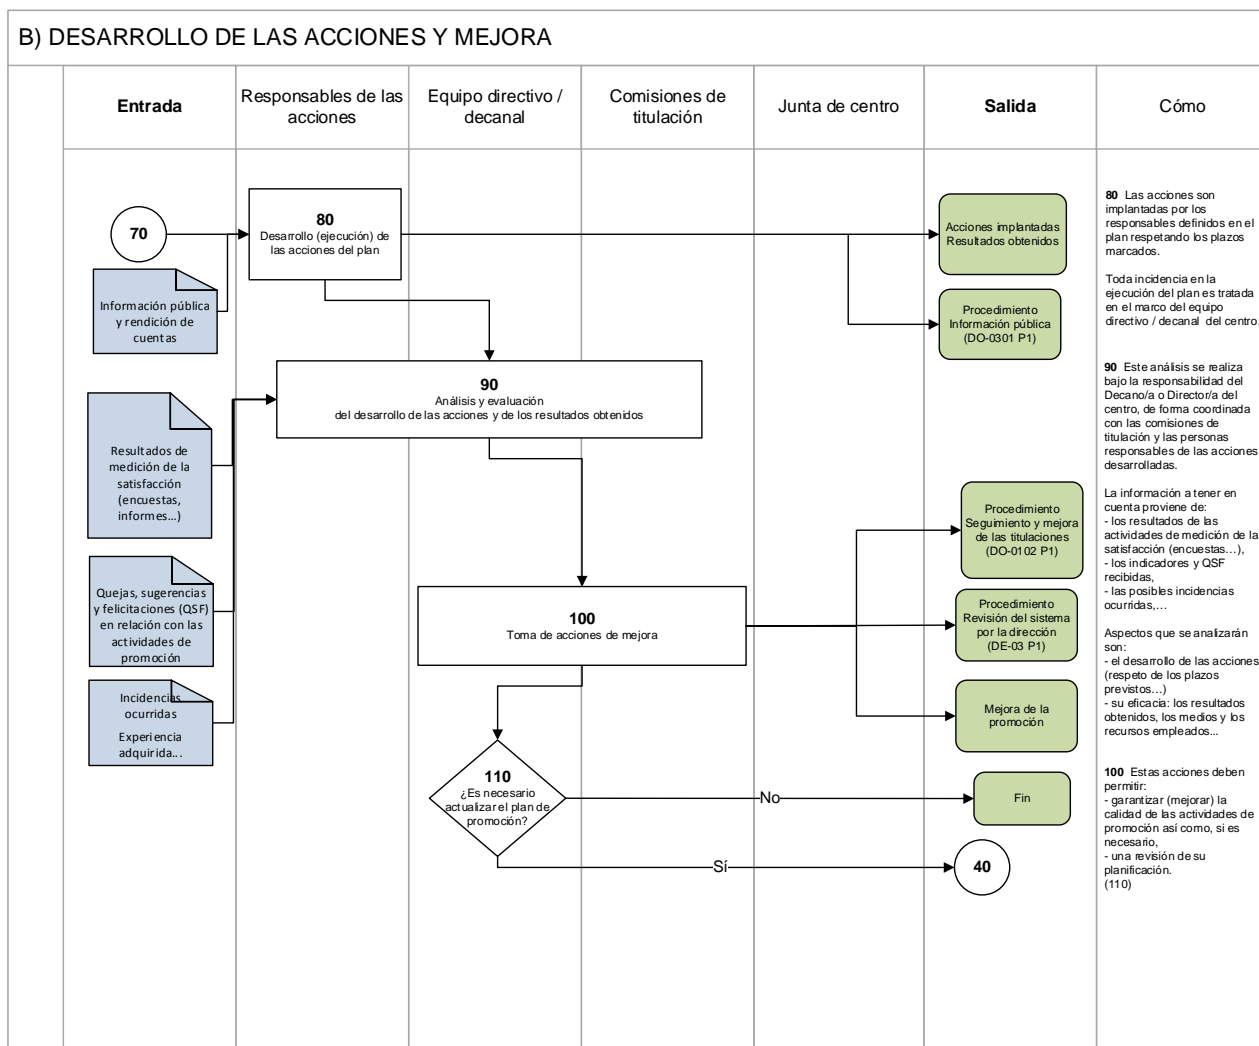 B) DESARROLLO DE LAS ACCIONES Y MEJORA
Entrada
Responsables de las
acciones
Equipo directivo /
decanal
Comisiones de
titulación
Junta de centro
Salida
Cómo
70
Información pública
y rendición de
cuentas
80
Desarrollo (ejecución) de
las acciones del plan
Acciones implantadas
Resultados obtenidos
Procedimiento
Información pública
(DO-0301 P1)
90
Análisis y evaluación
del desarrollo de las acciones y de los resultados obtenidos
Resultados de
medición de la
satisfacción
(encuestas,
informes...)
Quejas, sugerencias
y felicitaciones (QSF)
en relación con las
actividades de
promoción
Incidencias
ocurridas
Experiencia
adquirida...
100
Toma de acciones de mejora
Procedimiento
Seguimiento y mejora
de las titulaciones
(DO-0102 P1)
Procedimiento
Revisión del sistema
por la dirección
(DE-03 P1)
Mejora de la
promoción
110
¿Es necesario
actualizar el plan de
promoción?
No
Fin
Sí
40
80 Las acciones son
implantadas por los
responsables definidos en el
plan respetando los plazos
marcados.
Toda incidencia en la
ejecución del plan es tratada
en el marco del equipo
directivo / decanal del centro.
90 Este análisis se realiza
bajo la responsabilidad del
Decano/a o Director/a del
centro, de forma coordinada
con las comisiones de
titulación y las personas
responsables de las acciones
desarrolladas.
La información a tener en
cuenta proviene de:
- los resultados de las
actividades de medición de la
satisfacción (encuestas...),
- los indicadores y QSF
recibidas,
- las posibles incidencias
ocurridas,...
Aspectos que se analizarán
son:
- el desarrollo de las acciones
(respeto de los plazos
previstos...)
- su eficacia: los resultados
obtenidos, los medios y los
recursos empleados...
100 Estas acciones deben
permitir:
- garantizar (mejorar) la
calidad de las actividades de
promoción así como, si es
necesario,
- una revisión de su
planificación.
(110)